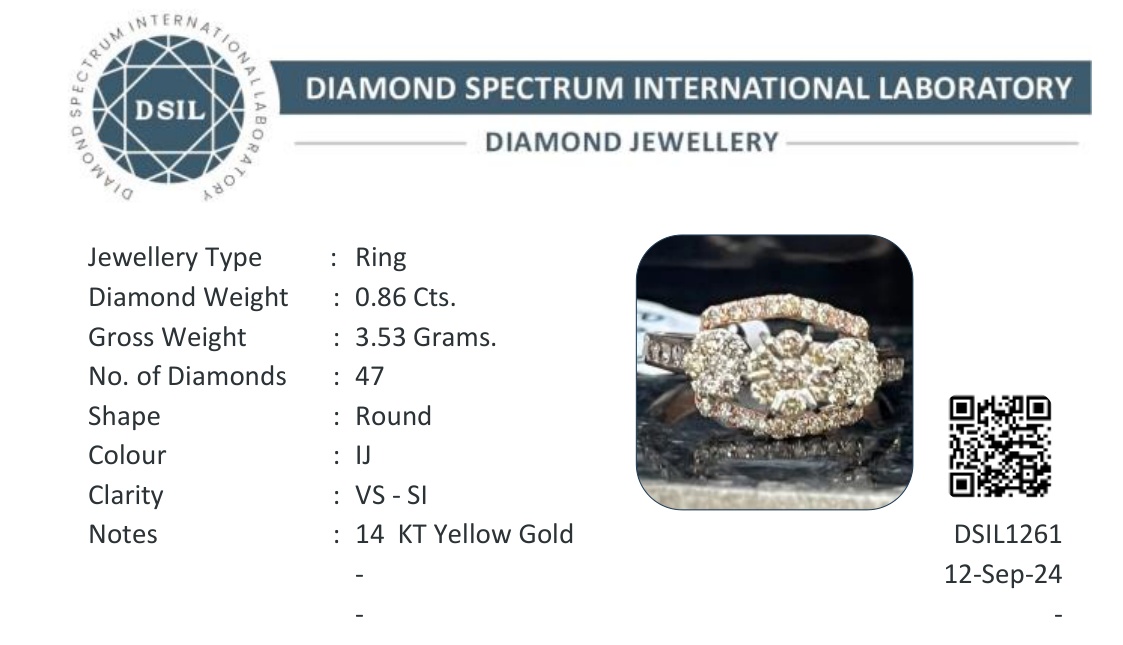 DIAMOND SPECTRUM INTERNATIONAL LABORATORY
DSIL
DIAMOND SPECTRUM INTERNATIONAL LABORATORY
DIAMOND JEWELLERY
Jewellery Type : Ring
Diamond Weight : 0.86 Cts.
Gross Weight : 3.53 Grams.
No. of Diamonds : 47
Shape : Round
Colour : IJ
Clarity : VS - SI
Notes : 14 KT Yellow Gold
-
-
DSIL1261
12-Sep-24
-